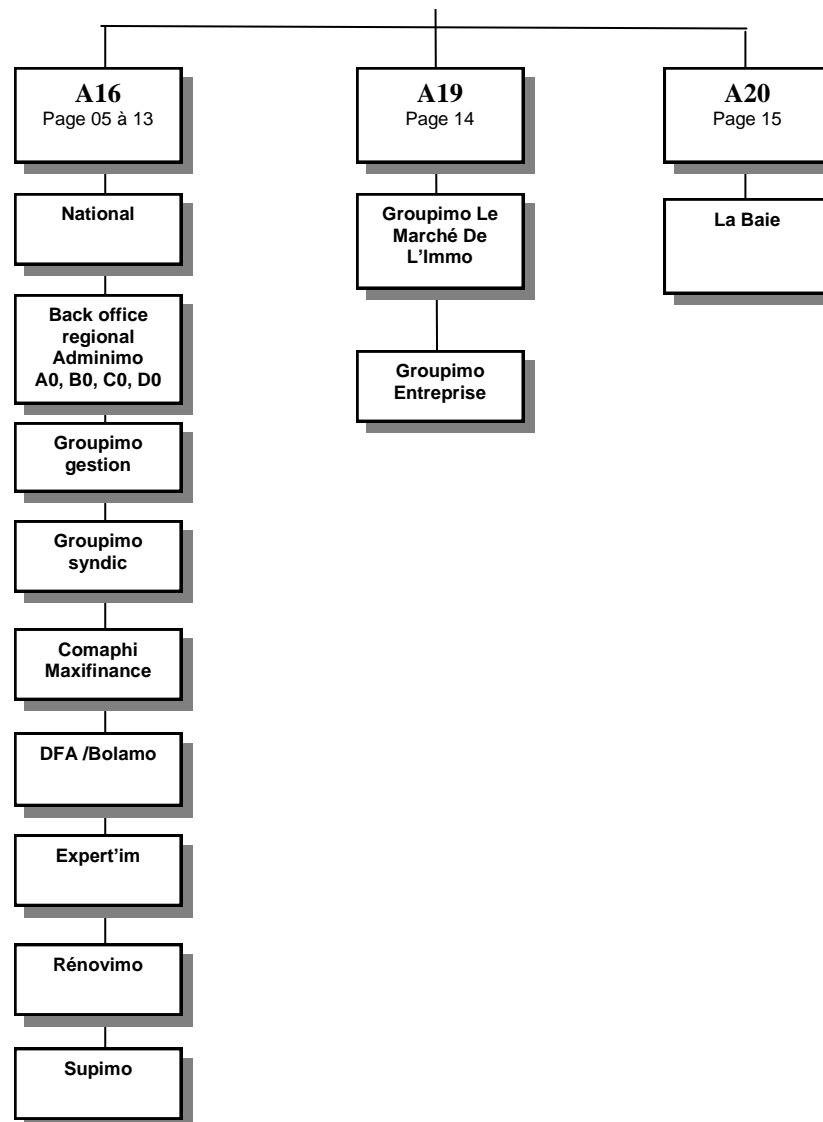 A16
Page 05 à 13
National
Back office
regional
Adminimo
A0, B0, C0, D0
Groupimo
gestion
Groupimo
syndic
Comaphi
Maxifinance
DFA /Bolamo
Expert’im
Rénovimo
Supimo
A19
Page 14
Groupimo Le
Marché De
L’Immo
Groupimo
Entreprise
A20
Page 15
La Baie